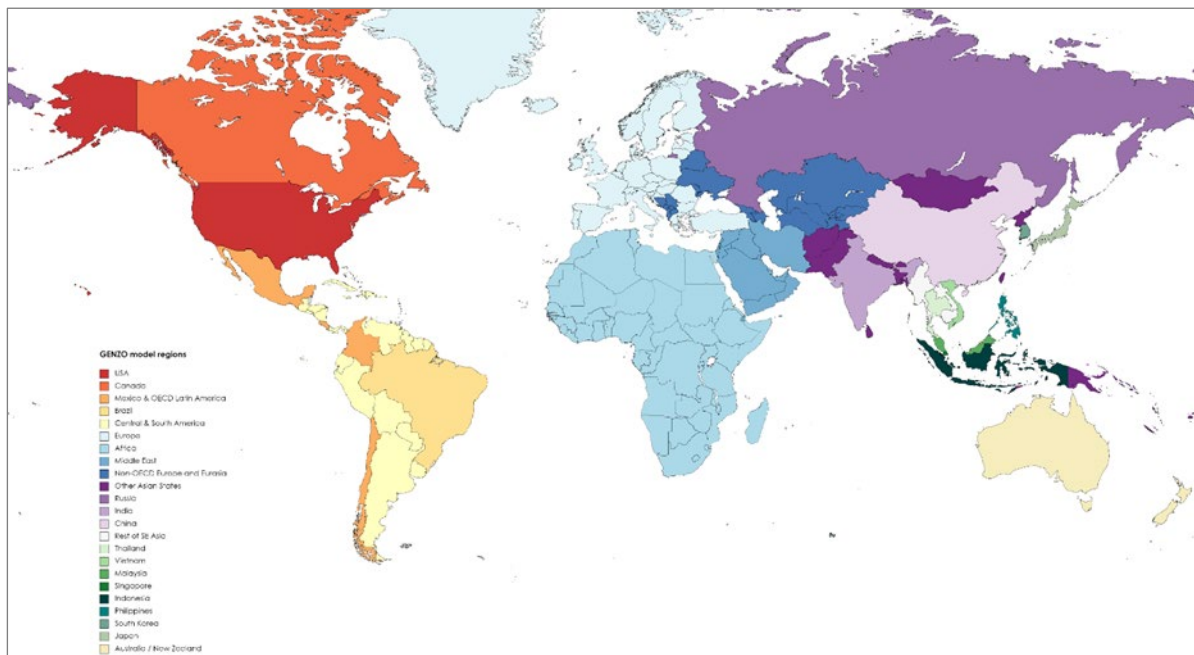 GENZO model regions
USA
Canada
Mexico & OECD Latin America
Brazil
Central & South America
Europe
Africa
Middle East
Non-OECD Europe and Eurasia
Other Asian States
Russia
India
China
Rest of SE Asia
Thailand
Vietnam
Malaysia
Singapore
Indonesia
Philippines
South Korea
Japan
Australia / New Zealand